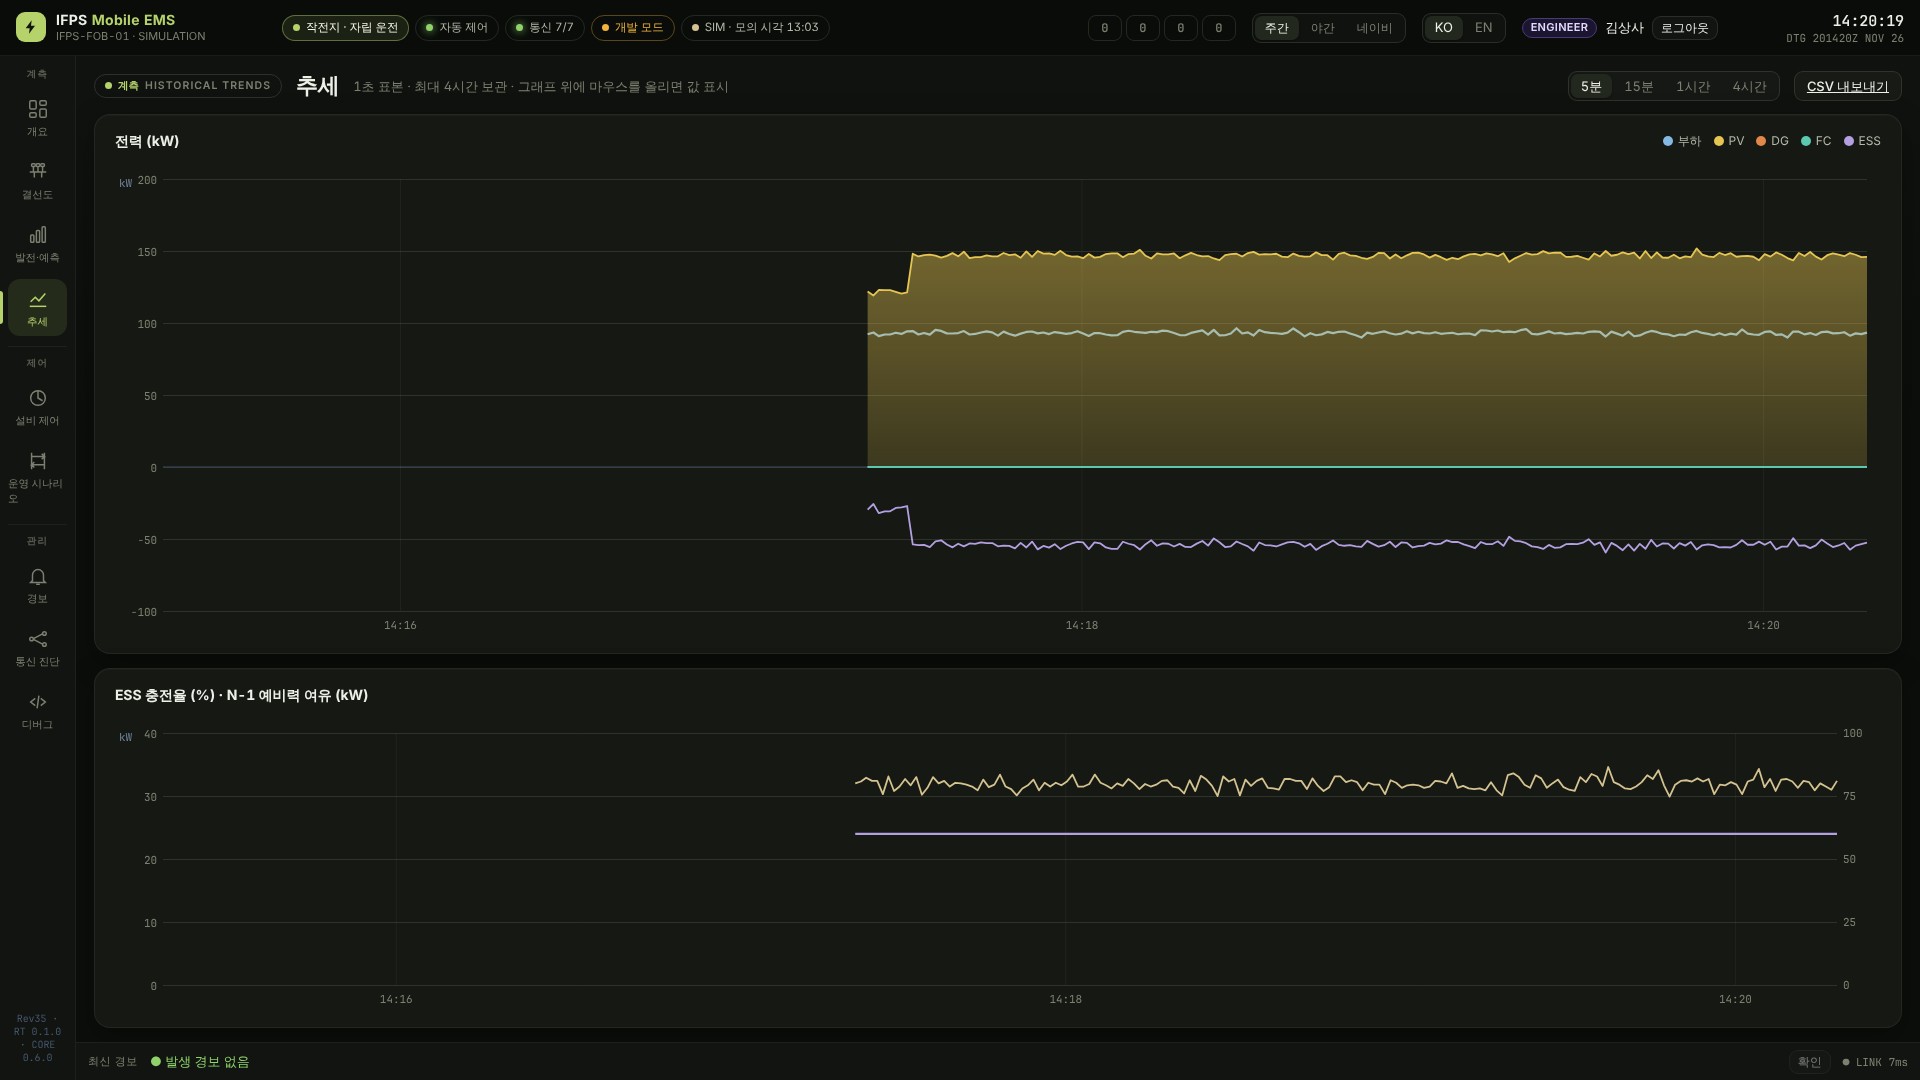 IFPS Mobile EMS
IFPS-FOB-01 · SIMULATION
작전지 · 자립 운전
자동 제어
통신 7/7
개발 모드
SIM · 모의 시각 13:03
0 0 0 0
주간 야간 네이비
KO EN
ENGINEER 김상사 로그아웃
14:20:19
DTG 201420Z NOV 26
계측
개요
결선도
발전·예측
추세
제어
설비 제어
운영 시나리
오
관리
경보
통신 진단
디버그
Rev35 ·
RT 0.1.0
· CORE
0.6.0
계측 HISTORICAL TRENDS
추세
1초 표본 · 최대 4시간 보관 · 그래프 위에 마우스를 올리면 값 표시
5분 15분 1시간 4시간
CSV 내보내기
전력 (kW)
부하 PV DG FC ESS
kW 200
150
100
50
0
-50
-100
14:16 14:18 14:20
ESS 충전율 (%) · N-1 예비력 여유 (kW)
kW 40 100
30 75
20 50
10 25
0 0
14:16 14:18 14:20
최신 경보 발생 경보 없음
확인 LINK 7ms